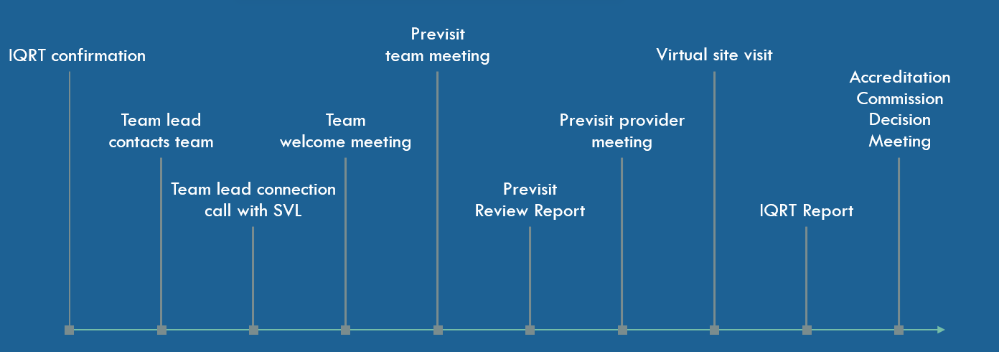 IQRT confirmation
Team lead
contacts team
Team lead connection
call with SVL
Team
welcome meeting
Previsit
team meeting
Previsit
Review Report
Previsit provider
meeting
Virtual site visit
IQRT Report
Accreditation
Commission
Decision
Meeting